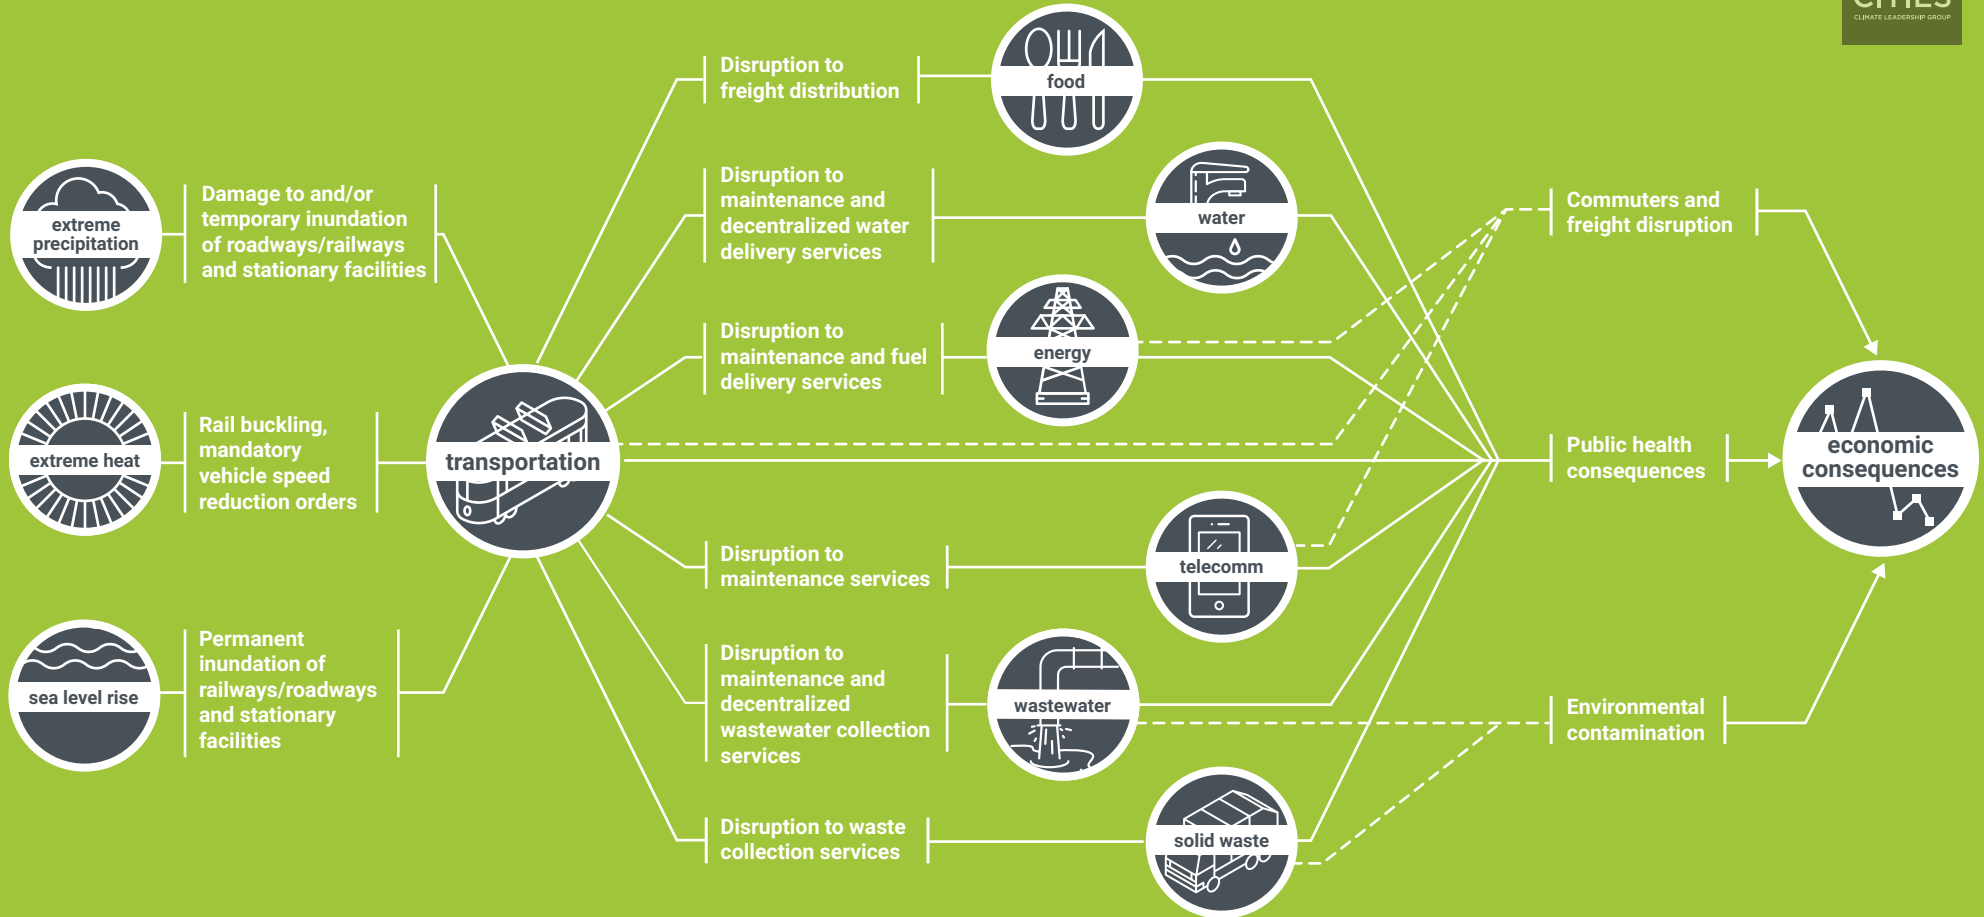 CITIES
CLIMATE LEADERSHIP GROUP
extreme
precipitation
Damage to and/or
temporary inundation
of roadways/railways
and stationary facilities
extreme heat
Rail buckling,
mandatory
vehicle speed
reduction orders
sea level rise
Permanent
inundation of
railways/roadways
and stationary
facilities
transportation
Disruption to
freight distribution
food
Disruption to
maintenance and
decentralized water
delivery services
water
Disruption to
maintenance and fuel
delivery services
energy
Disruption to
maintenance services
telecomm
Disruption to
maintenance and
decentralized
wastewater collection
services
wastewater
Disruption to waste
collection services
solid waste
Commuters and
freight disruption
Public health
consequences
Environmental
contamination
economic
consequences